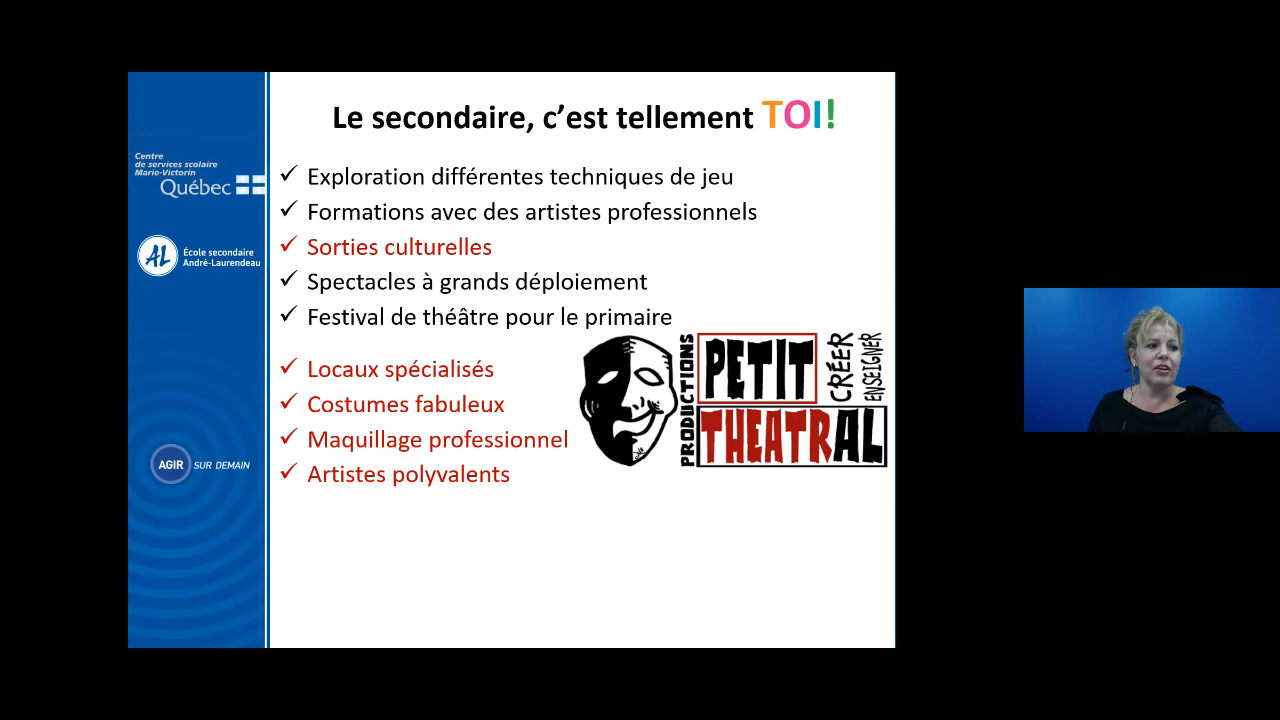 Le secondaire, c’est tellement TOI!
Centre
de services scolaire
Marie-Victorin
Québec
AL
École secondaire
André-Laurendeau
AGIR SUR DEMAIN
✓ Exploration différentes techniques de jeu
✓ Formations avec des artistes professionnels
✓ Sorties culturelles
✓ Spectacles à grands déploiement
✓ Festival de théâtre pour le primaire
✓ Locaux spécialisés
✓ Costumes fabuleux
✓ Maquillage professionnel
✓ Artistes polyvalents
PRODUCTIONS
PETIT
THEATRAL
CRÉER
ENSEIGNER